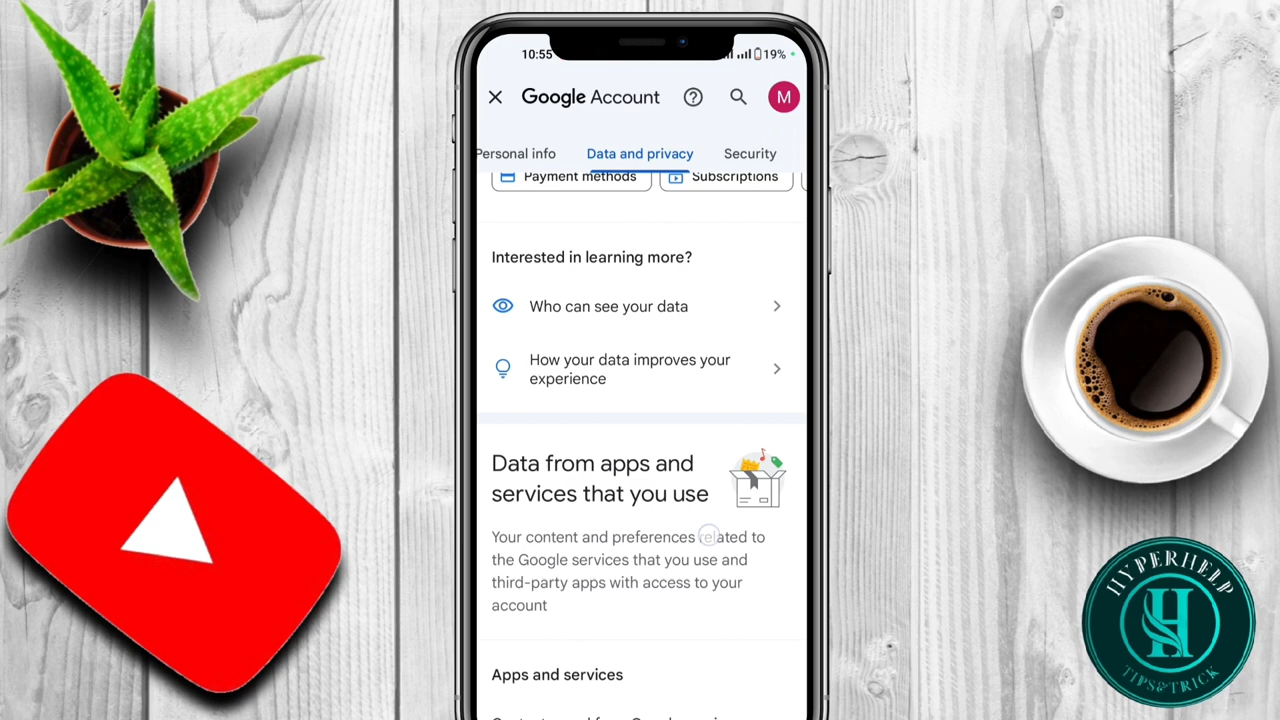 10:55
19%
Google Account
M
Personal info
Data and privacy
Security
Payment methods
Subscriptions
Interested in learning more?
Who can see your data
How your data improves your
experience
Data from apps and
services that you use
Your content and preferences related to
the Google services that you use and
third-party apps with access to your
account
Apps and services
HYPERHELP
H
TIPS&TRICK